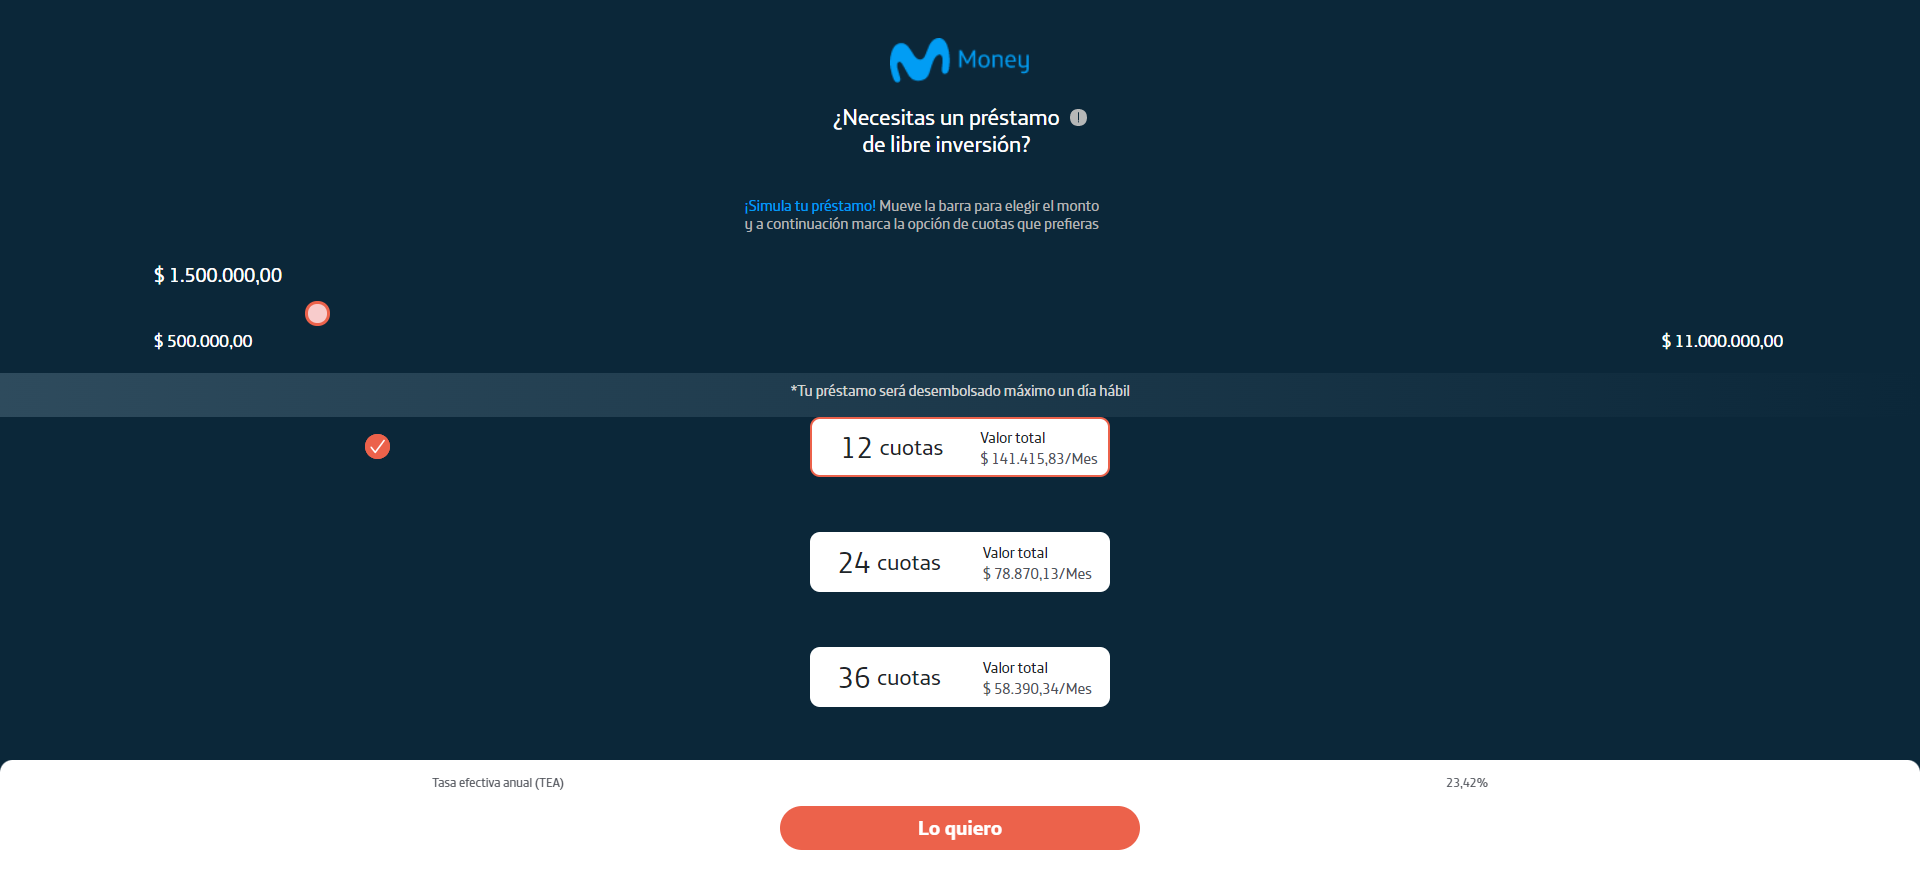 Money
¿Necesitas un préstamo
de libre inversión?
¡Simula tu préstamo! Mueve la barra para elegir el monto
y a continuación marca la opción de cuotas que prefieras
$ 1.500.000,00
$ 500.000,00
$ 11.000.000,00
*Tu préstamo será desembolsado máximo un día hábil
12 cuotas
Valor total
$ 141.415,83/Mes
24 cuotas
Valor total
$ 78.870,13/Mes
36 cuotas
Valor total
$ 58.390,34/Mes
Tasa efectiva anual (TEA)
23,42%
Lo quiero